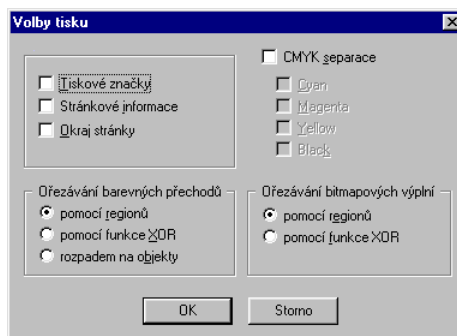 Volby tisku
Tiskové značky
Stránkové informace
Okraj stránky
CMYK separace
Cyan
Magenta
Yellow
Black
Ořezávání barevných přechodů
pomocí regionů
pomocí funkce XOR
rozpadem na objekty
Ořezávání bitmapových výplní
pomocí regionů
pomocí funkce XOR
OK
Storno